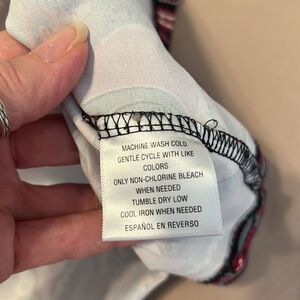 MACHINE WASH COLD
GENTLE CYCLE WITH LIKE
COLORS
ONLY NON-CHLORINE BLEACH
WHEN NEEDED
TUMBLE DRY LOW
COOL IRON WHEN NEEDED
ESPAÑOL EN REVERSO